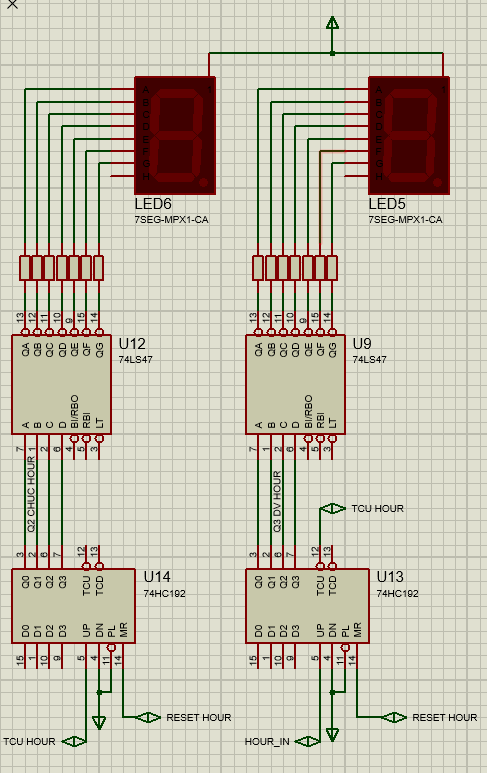 A
B
C
D
E
F
G
H
LED6
7SEG-MPX1-CA
A
B
C
D
E
F
G
H
LED5
7SEG-MPX1-CA
13 12 11 10 9 15 14
QA QB QC QD QE QF QG
U12
74LS47
A B C D BI/RBO RBI LT
7 1 2 6 4 5 3
13 12 11 10 9 15 14
QA QB QC QD QE QF QG
U9
74LS47
A B C D BI/RBO RBI LT
7 1 2 6 4 5 3
Q2 CHUC HOUR
Q3 DV HOUR
TCU HOUR
3 2 6 7 12 13
Q0 Q1 Q2 Q3 TCU TCD
U14
74HC192
D0 D1 D2 D3 UP DN PL MR
15 1 10 9 5 4 11 14
3 2 6 7 12 13
Q0 Q1 Q2 Q3 TCU TCD
U13
74HC192
D0 D1 D2 D3 UP DN PL MR
15 1 10 9 5 4 11 14
RESET HOUR
TCU HOUR
RESET HOUR
HOUR_IN